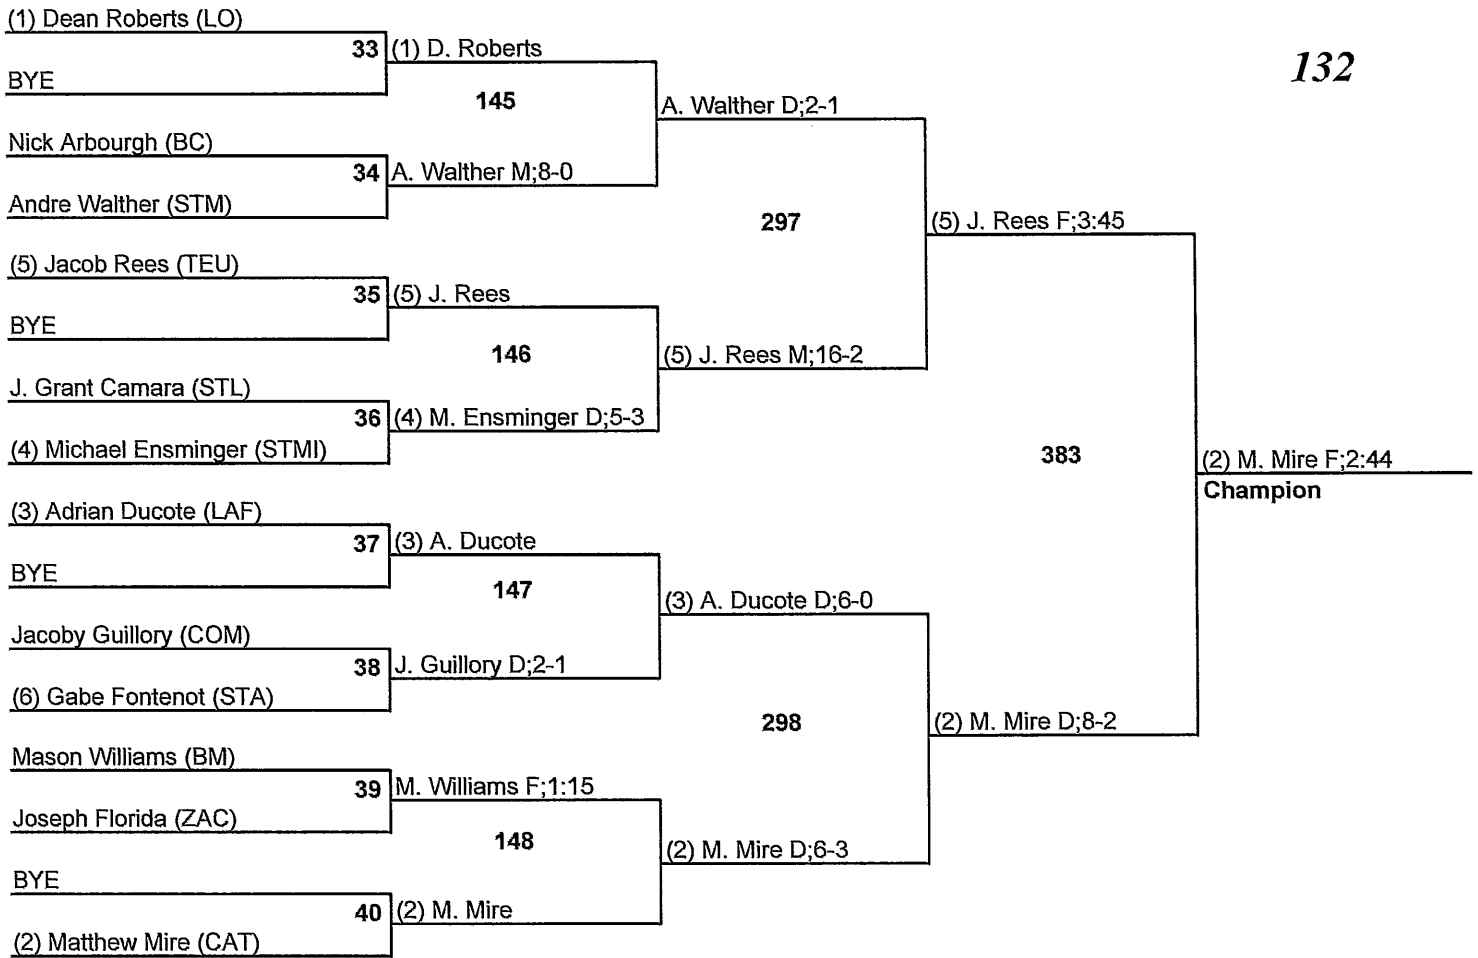 (1) Dean Roberts (LO)
33
(1) D. Roberts
132
BYE
145
A. Walther D;2-1
Nick Arbourgh (BC)
34
A. Walther M;8-0
Andre Walther (STM)
297
(5) J. Rees F;3:45
(5) Jacob Rees (TEU)
35
(5) J. Rees
BYE
146
(5) J. Rees M;16-2
J. Grant Camara (STL)
36
(4) M. Ensminger D;5-3
(4) Michael Ensminger (STMI)
383
(2) M. Mire F;2:44
Champion
(3) Adrian Ducote (LAF)
37
(3) A. Ducote
BYE
147
(3) A. Ducote D;6-0
Jacoby Guillory (COM)
38
J. Guillory D;2-1
(6) Gabe Fontenot (STA)
298
(2) M. Mire D;8-2
Mason Williams (BM)
39
M. Williams F;1:15
Joseph Florida (ZAC)
148
(2) M. Mire D;6-3
BYE
40
(2) M. Mire
(2) Matthew Mire (CAT)